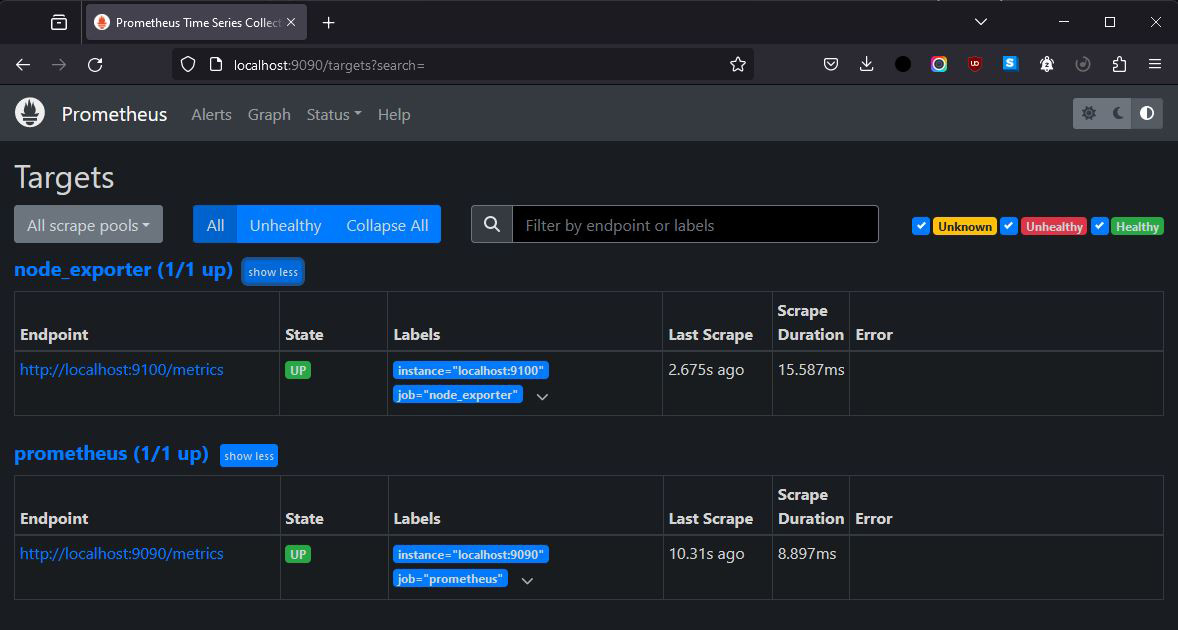 Prometheus Time Series Collect
localhost:9090/targets?search=
Prometheus Alerts Graph Status Help
Targets
All scrape pools All Unhealthy Collapse All Filter by endpoint or labels Unknown Unhealthy Healthy
node_exporter (1/1 up) show less
Endpoint State Labels Last Scrape Scrape Duration Error
http://localhost:9100/metrics UP instance="localhost:9100" 2.675s ago 15.587ms
job="node_exporter"
prometheus (1/1 up) show less
Endpoint State Labels Last Scrape Scrape Duration Error
http://localhost:9090/metrics UP instance="localhost:9090" 10.31s ago 8.897ms
job="prometheus"